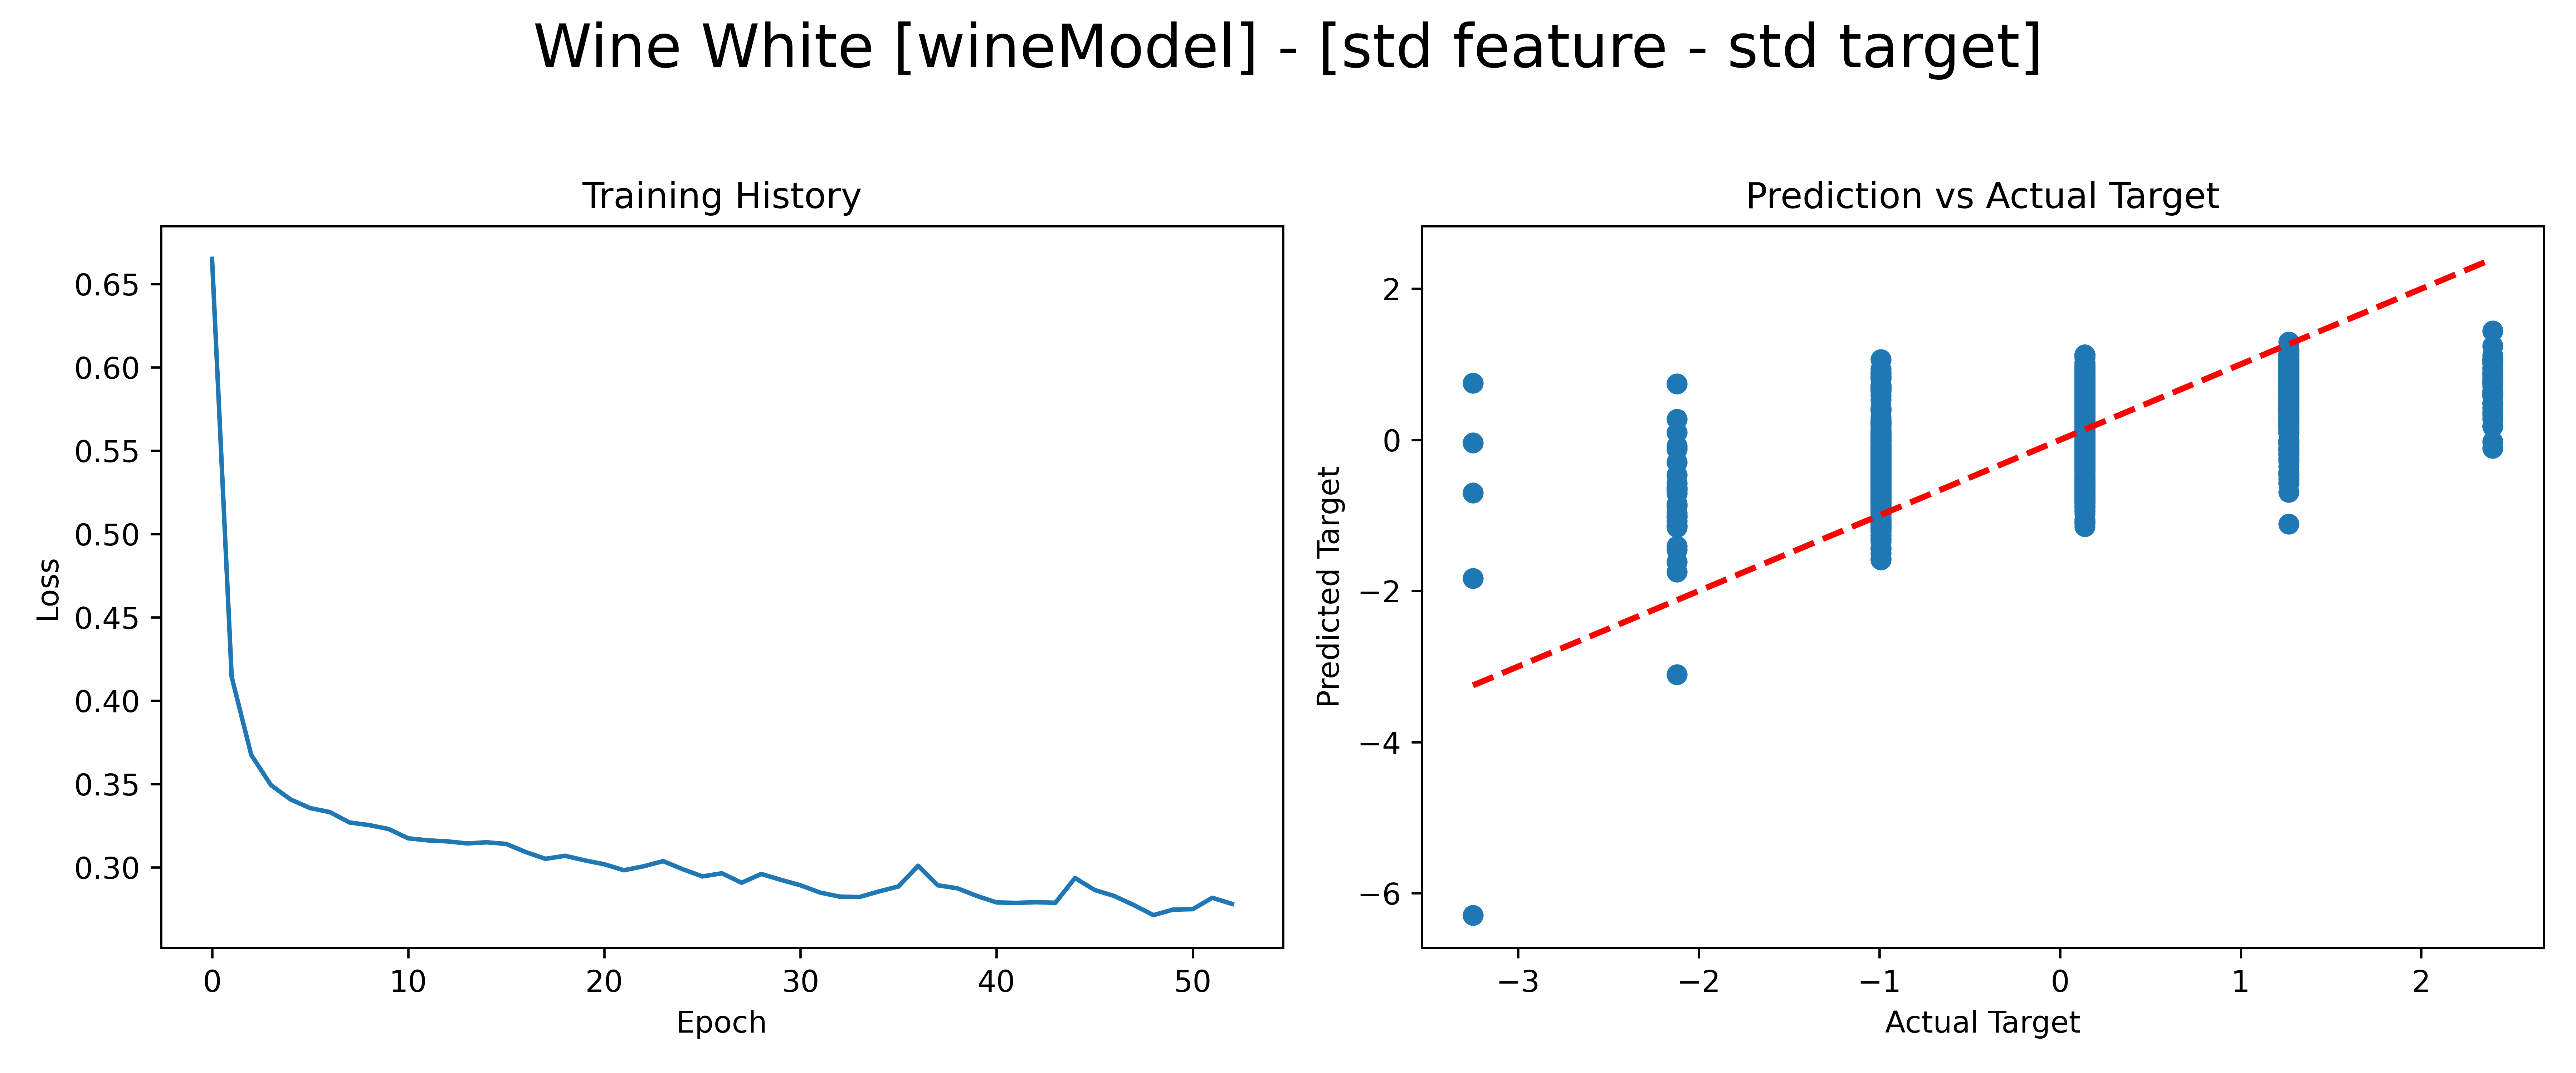 Wine White [wineModel] - [std feature - std target]
Training History
Loss
0.65
0.60
0.55
0.50
0.45
0.40
0.35
0.30
0 10 20 30 40 50
Epoch
Prediction vs Actual Target
Predicted Target
2
0
−2
−4
−6
−3 −2 −1 0 1 2
Actual Target